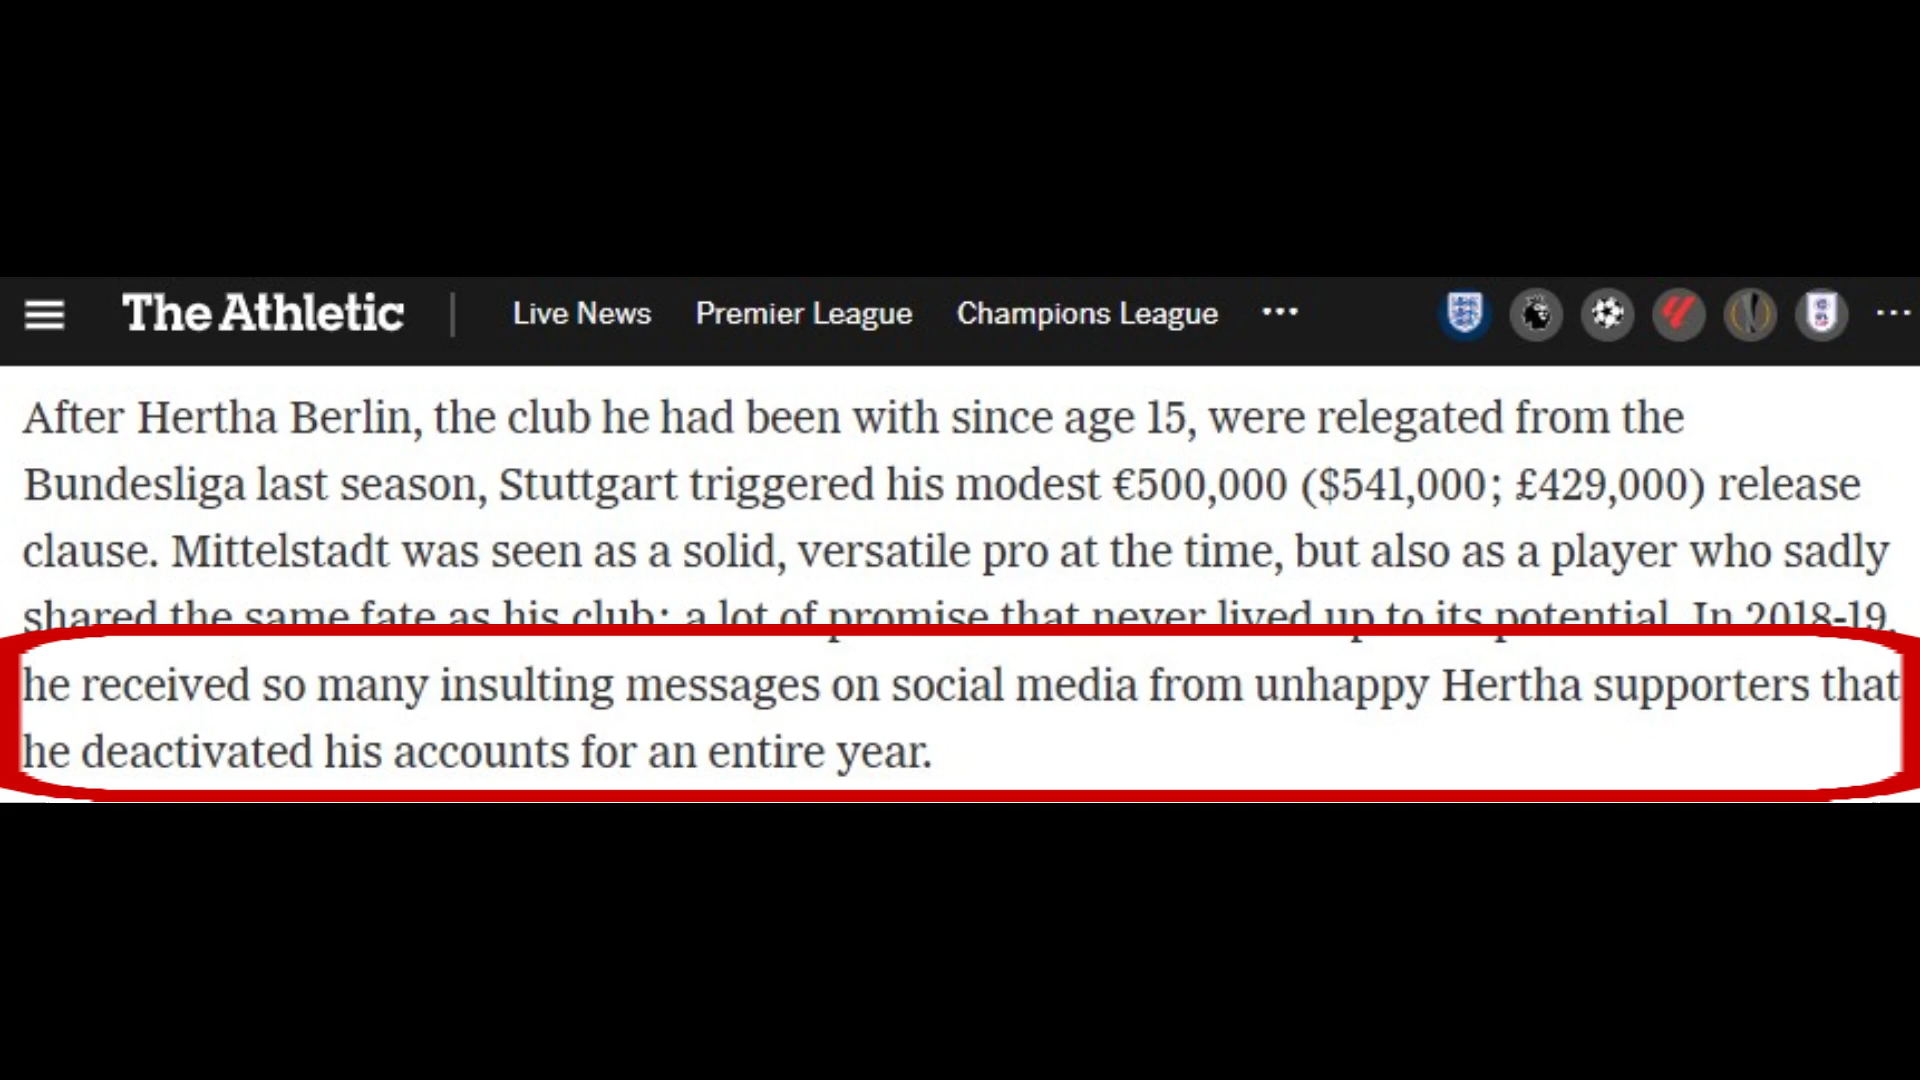 The Athletic | Live News Premier League Champions League ...
After Hertha Berlin, the club he had been with since age 15, were relegated from the
Bundesliga last season, Stuttgart triggered his modest €500,000 ($541,000; £429,000) release
clause. Mittelstadt was seen as a solid, versatile pro at the time, but also as a player who sadly
shared the same fate as his club: a lot of promise that never lived up to its potential. In 2018-19,
he received so many insulting messages on social media from unhappy Hertha supporters that
he deactivated his accounts for an entire year.